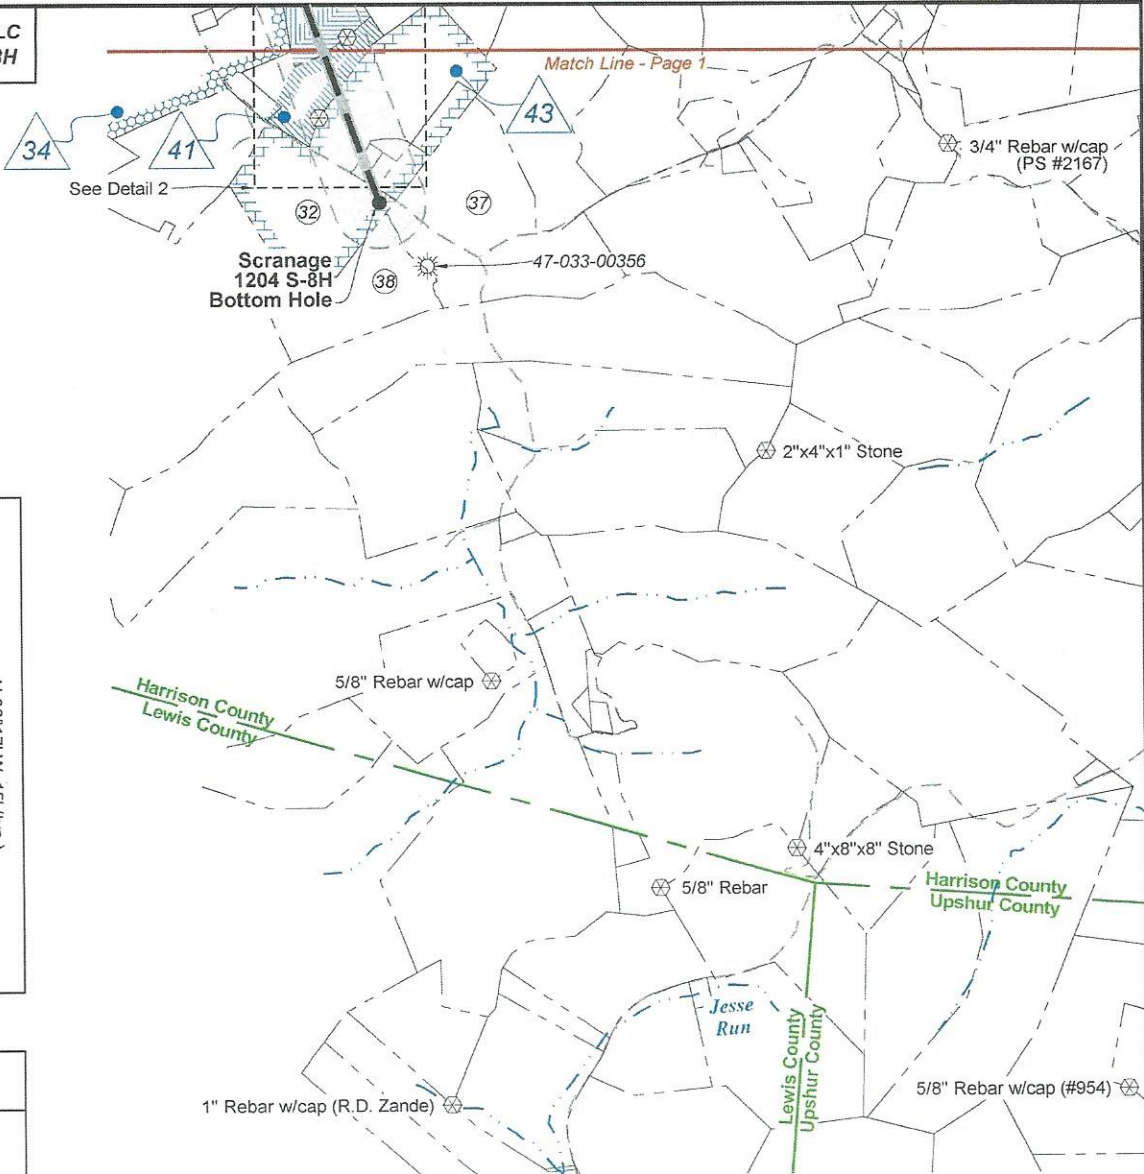 LC
Match Line - Page 1
34
41
43
3/4" Rebar w/cap
(PS #2167)
See Detail 2
32
37
Scranage
1204 S-8H
Bottom Hole
38
47-033-00356
2"x4"x1" Stone
5/8" Rebar w/cap
Harrison County
Lewis County
4"x8"x8" Stone
5/8" Rebar
Harrison County
Upshur County
Jesse
Run
Lewis County
Upshur County
1" Rebar w/cap (R.D. Zande)
5/8" Rebar w/cap (#954)